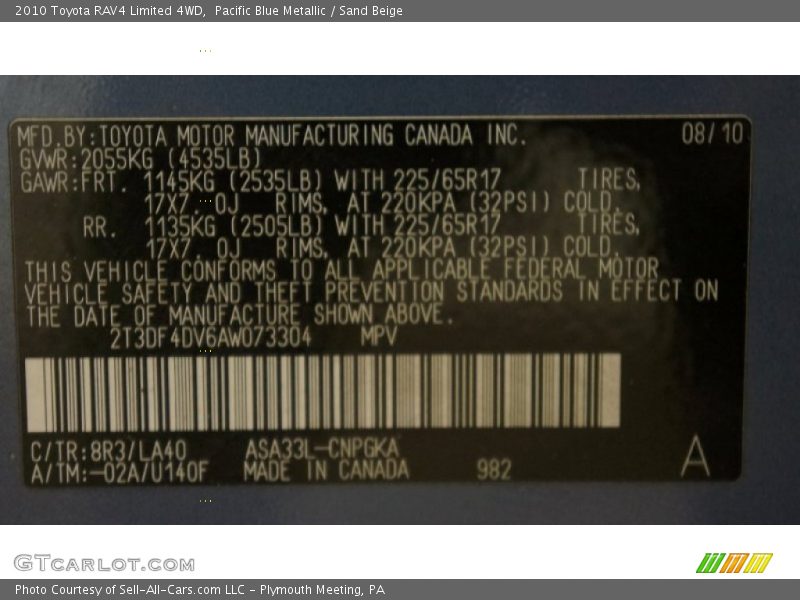 2010 Toyota RAV4 Limited 4WD, Pacific Blue Metallic / Sand Beige
MFD.BY:TOYOTA MOTOR MANUFACTURING CANADA INC. 08/10
GVWR:2055KG (4535LB)
GAWR:FRT. 1145KG (2535LB) WITH 225/65R17 TIRES,
17X7.0J RIMS, AT 220KPA (32PSI) COLD.
RR. 1135KG (2505LB) WITH 225/65R17 TIRES,
17X7.0J RIMS, AT 220KPA (32PSI) COLD.
THIS VEHICLE CONFORMS TO ALL APPLICABLE FEDERAL MOTOR
VEHICLE SAFETY AND THEFT PREVENTION STANDARDS IN EFFECT ON
THE DATE OF MANUFACTURE SHOWN ABOVE.
2T3DF4DV6AW073304 MPV
C/TR:8R3/LA40 ASA33L-CNPGKA
A/TM:-02A/U140F MADE IN CANADA 982 A
GTCARLOT.COM
Photo Courtesy of Sell-All-Cars.com LLC - Plymouth Meeting, PA